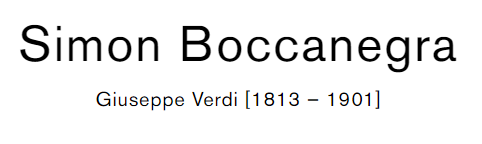 Simon Boccanegra
Giuseppe Verdi [1813 – 1901]